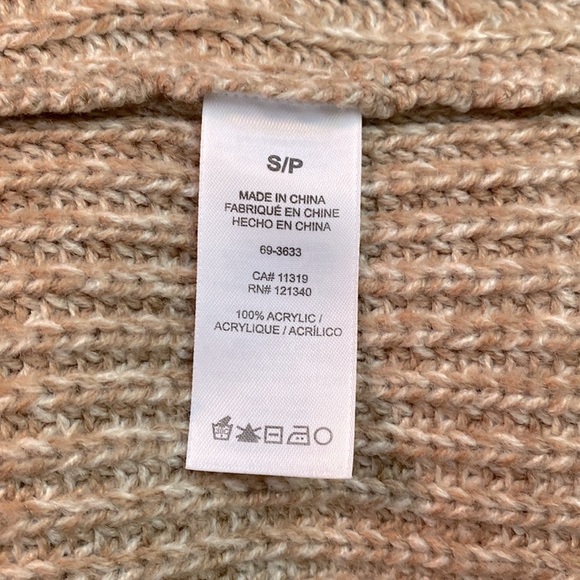 S/P
MADE IN CHINA
FABRIQUÉ EN CHINE
HECHO EN CHINA
69-3633
CA# 11319
RN# 121340
100% ACRYLIC /
ACRYLIQUE / ACRÍLICO